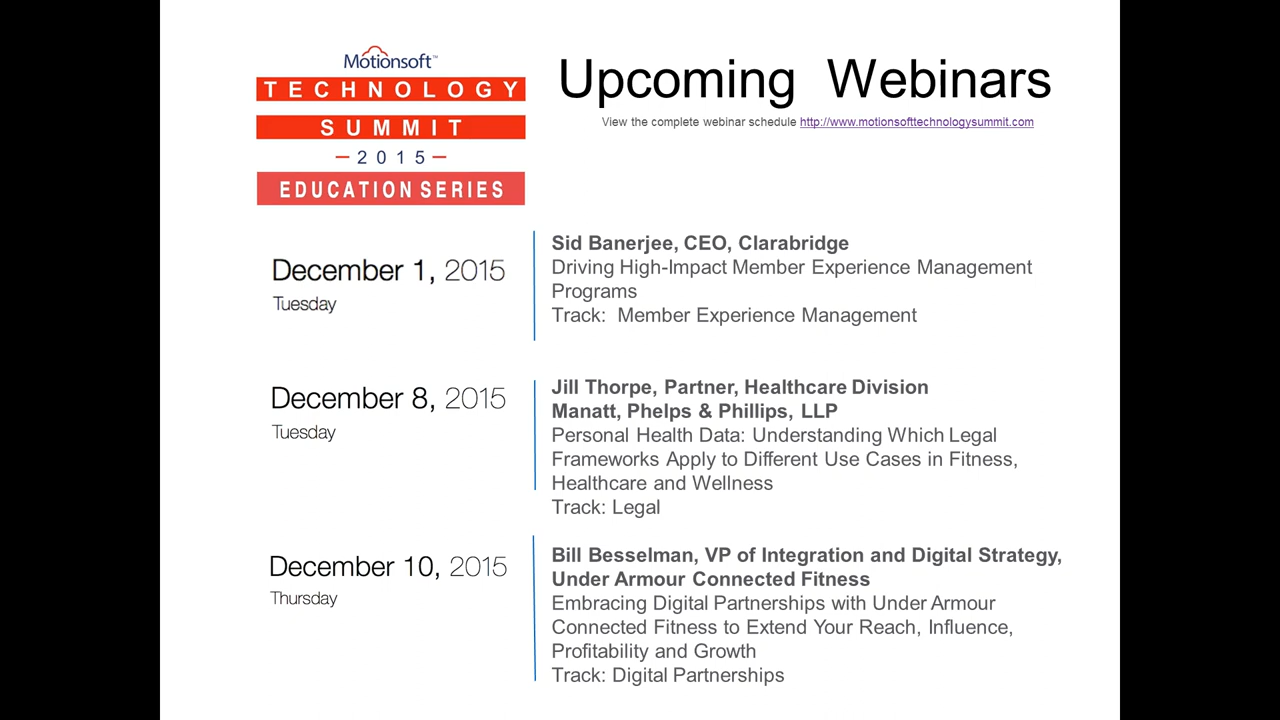 Motionsoft™
TECHNOLOGY
SUMMIT
2015
EDUCATION SERIES
Upcoming Webinars
View the complete webinar schedule http://www.motionsofttechnologysummit.com
December 1, 2015
Tuesday
Sid Banerjee, CEO, Clarabridge
Driving High-Impact Member Experience Management
Programs
Track: Member Experience Management
December 8, 2015
Tuesday
Jill Thorpe, Partner, Healthcare Division
Manatt, Phelps & Phillips, LLP
Personal Health Data: Understanding Which Legal
Frameworks Apply to Different Use Cases in Fitness,
Healthcare and Wellness
Track: Legal
December 10, 2015
Thursday
Bill Besselman, VP of Integration and Digital Strategy,
Under Armour Connected Fitness
Embracing Digital Partnerships with Under Armour
Connected Fitness to Extend Your Reach, Influence,
Profitability and Growth
Track: Digital Partnerships